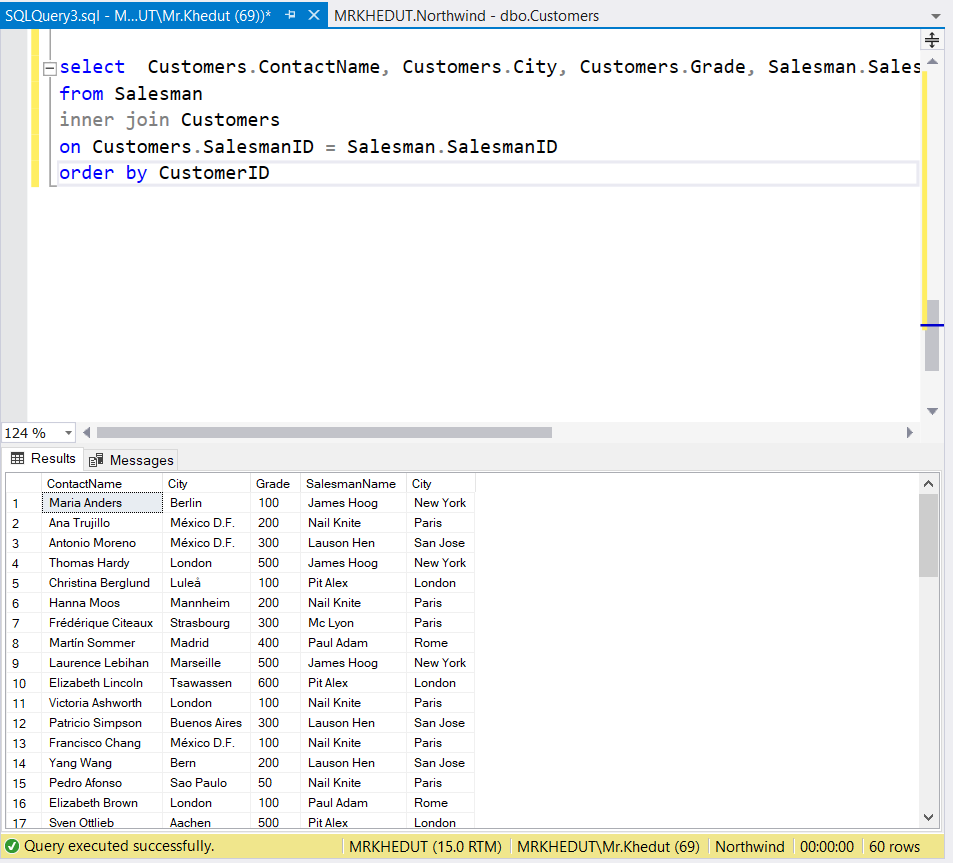 SQLQuery3.sql - M...UT\Mr.Khedut (69))* MRKHEDUT.Northwind - dbo.Customers
select Customers.ContactName, Customers.City, Customers.Grade, Salesman.Sales
from Salesman
inner join Customers
on Customers.SalesmanID = Salesman.SalesmanID
order by CustomerID
124 %
Results Messages
ContactName City Grade SalesmanName City
1 Maria Anders Berlin 100 James Hoog New York
2 Ana Trujillo México D.F. 200 Nail Knite Paris
3 Antonio Moreno México D.F. 300 Lauson Hen San Jose
4 Thomas Hardy London 500 James Hoog New York
5 Christina Berglund Luleå 100 Pit Alex London
6 Hanna Moos Mannheim 200 Nail Knite Paris
7 Frédérique Citeaux Strasbourg 300 Mc Lyon Paris
8 Martín Sommer Madrid 400 Paul Adam Rome
9 Laurence Lebihan Marseille 500 James Hoog New York
10 Elizabeth Lincoln Tsawassen 600 Pit Alex London
11 Victoria Ashworth London 100 Nail Knite Paris
12 Patricio Simpson Buenos Aires 300 Lauson Hen San Jose
13 Francisco Chang México D.F. 100 Nail Knite Paris
14 Yang Wang Bern 200 Lauson Hen San Jose
15 Pedro Afonso Sao Paulo 50 Nail Knite Paris
16 Elizabeth Brown London 100 Paul Adam Rome
17 Sven Ottlieb Aachen 500 Pit Alex London
Query executed successfully. MRKHEDUT (15.0 RTM) MRKHEDUT\Mr.Khedut (69) Northwind 00:00:00 60 rows